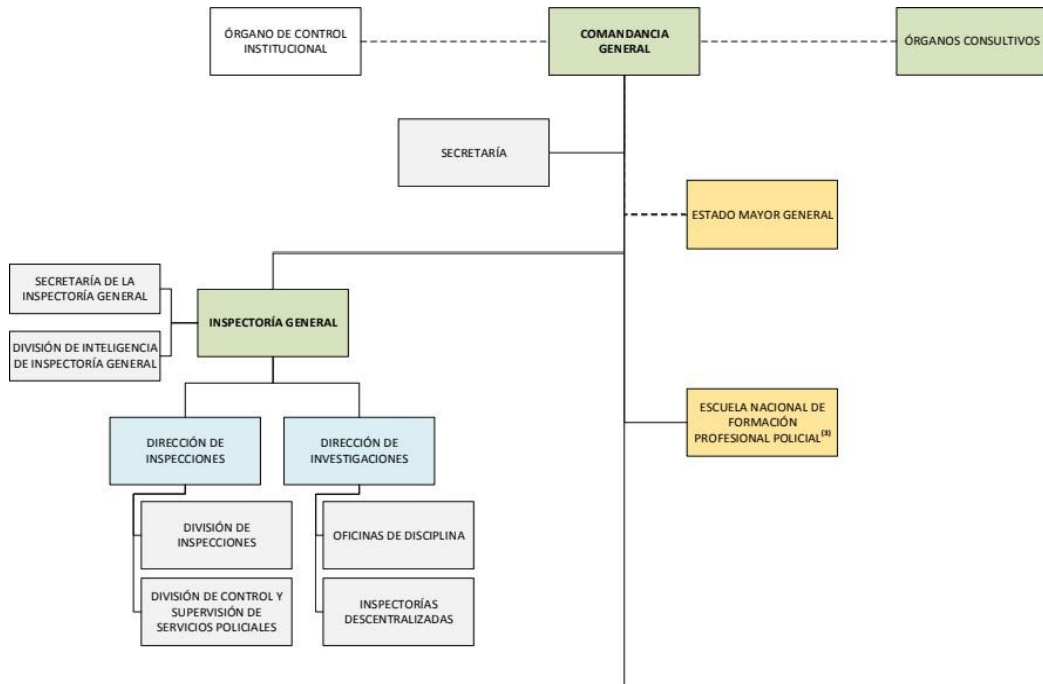 ÓRGANO DE CONTROL
INSTITUCIONAL
COMANDANCIA
GENERAL
ÓRGANOS CONSULTIVOS
SECRETARÍA
ESTADO MAYOR GENERAL
SECRETARÍA DE LA
INSPECTORÍA GENERAL
INSPECTORÍA GENERAL
DIVISIÓN DE INTELIGENCIA
DE INSPECTORÍA GENERAL
ESCUELA NACIONAL DE
FORMACIÓN
PROFESIONAL POLICIAL(3)
DIRECCIÓN DE
INSPECCIONES
DIRECCIÓN DE
INVESTIGACIONES
DIVISIÓN DE
INSPECCIONES
OFICINAS DE DISCIPLINA
DIVISIÓN DE CONTROL Y
SUPERVISIÓN DE
SERVICIOS POLICIALES
INSPECTORÍAS
DESCENTRALIZADAS